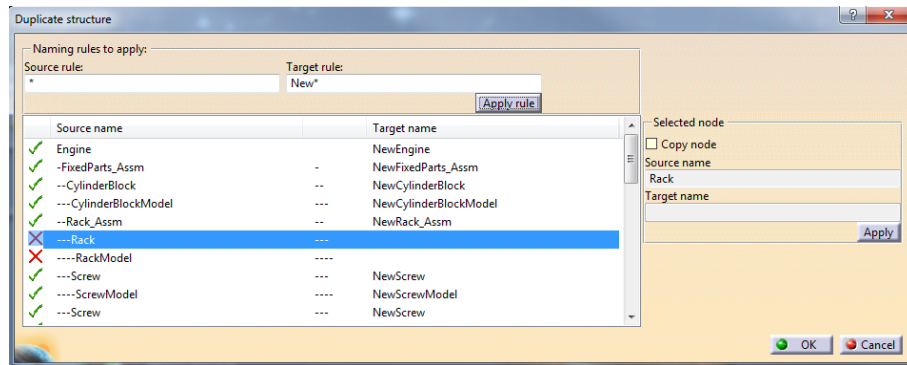 Duplicate structure
?
Naming rules to apply:
Source rule: Target rule:
* New*
Apply rule
Source name Target name
Engine NewEngine
-FixedParts_Assm - NewFixedParts_Assm
--CylinderBlock -- NewCylinderBlock
---CylinderBlockModel --- NewCylinderBlockModel
--Rack_Assm -- NewRack_Assm
---Rack ---
----RackModel ----
---Screw --- NewScrew
----ScrewModel ---- NewScrewModel
---Screw --- NewScrew
Selected node
Copy node
Source name
Rack
Target name
Apply
OK Cancel